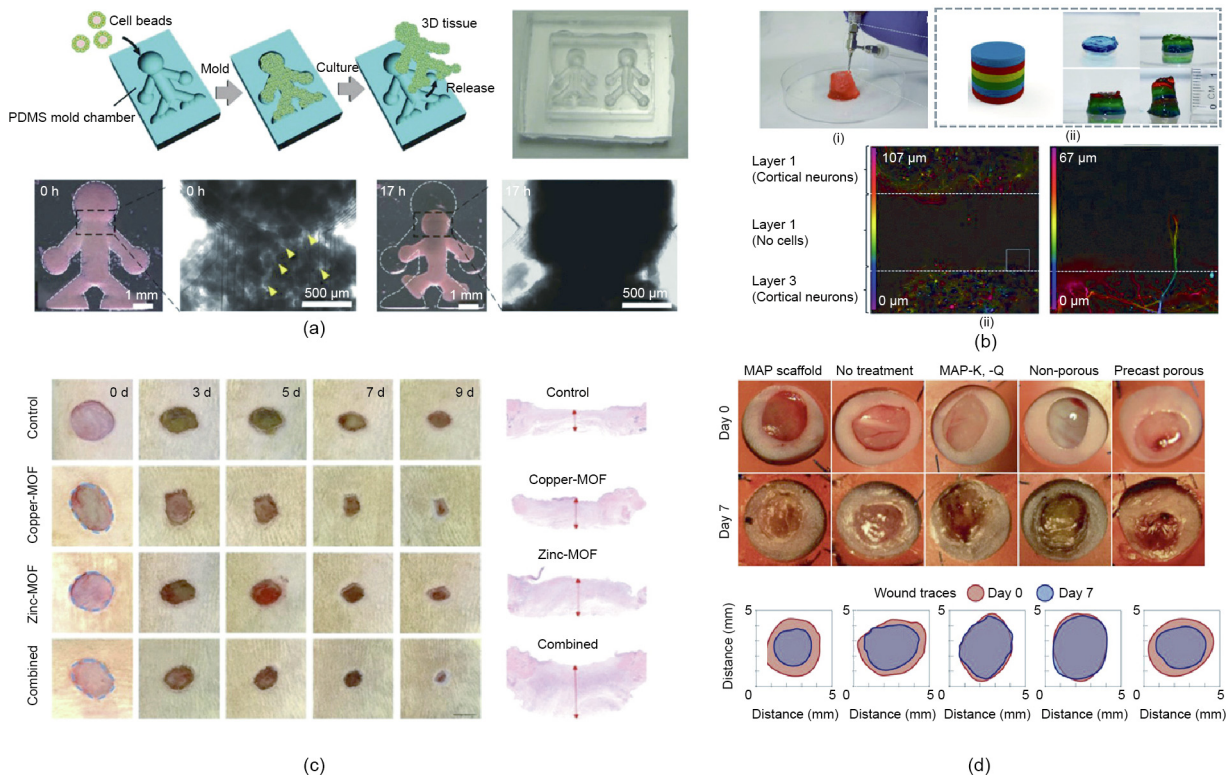 Cell beads
3D tissue
Mold
Culture
Release
PDMS mold chamber
0 h
1 mm
0 h
500 µm
17 h
1 mm
17 h
500 µm
(a)
(i)
0 CM 1
(ii)
Layer 1
(Cortical neurons)
Layer 1
(No cells)
Layer 3
(Cortical neurons)
107 µm
0 µm
67 µm
0 µm
(ii)
(b)
0 d 3 d 5 d 7 d 9 d
Control
Copper-MOF
Zinc-MOF
Combined
Control
Copper-MOF
Zinc-MOF
Combined
(c)
MAP scaffold No treatment MAP-K, -Q Non-porous Precast porous
Day 0
Day 7
Wound traces Day 0 Day 7
Distance (mm)
5
0 5 0 5 0 5 0 5 0 5
Distance (mm) Distance (mm) Distance (mm) Distance (mm) Distance (mm)
(d)